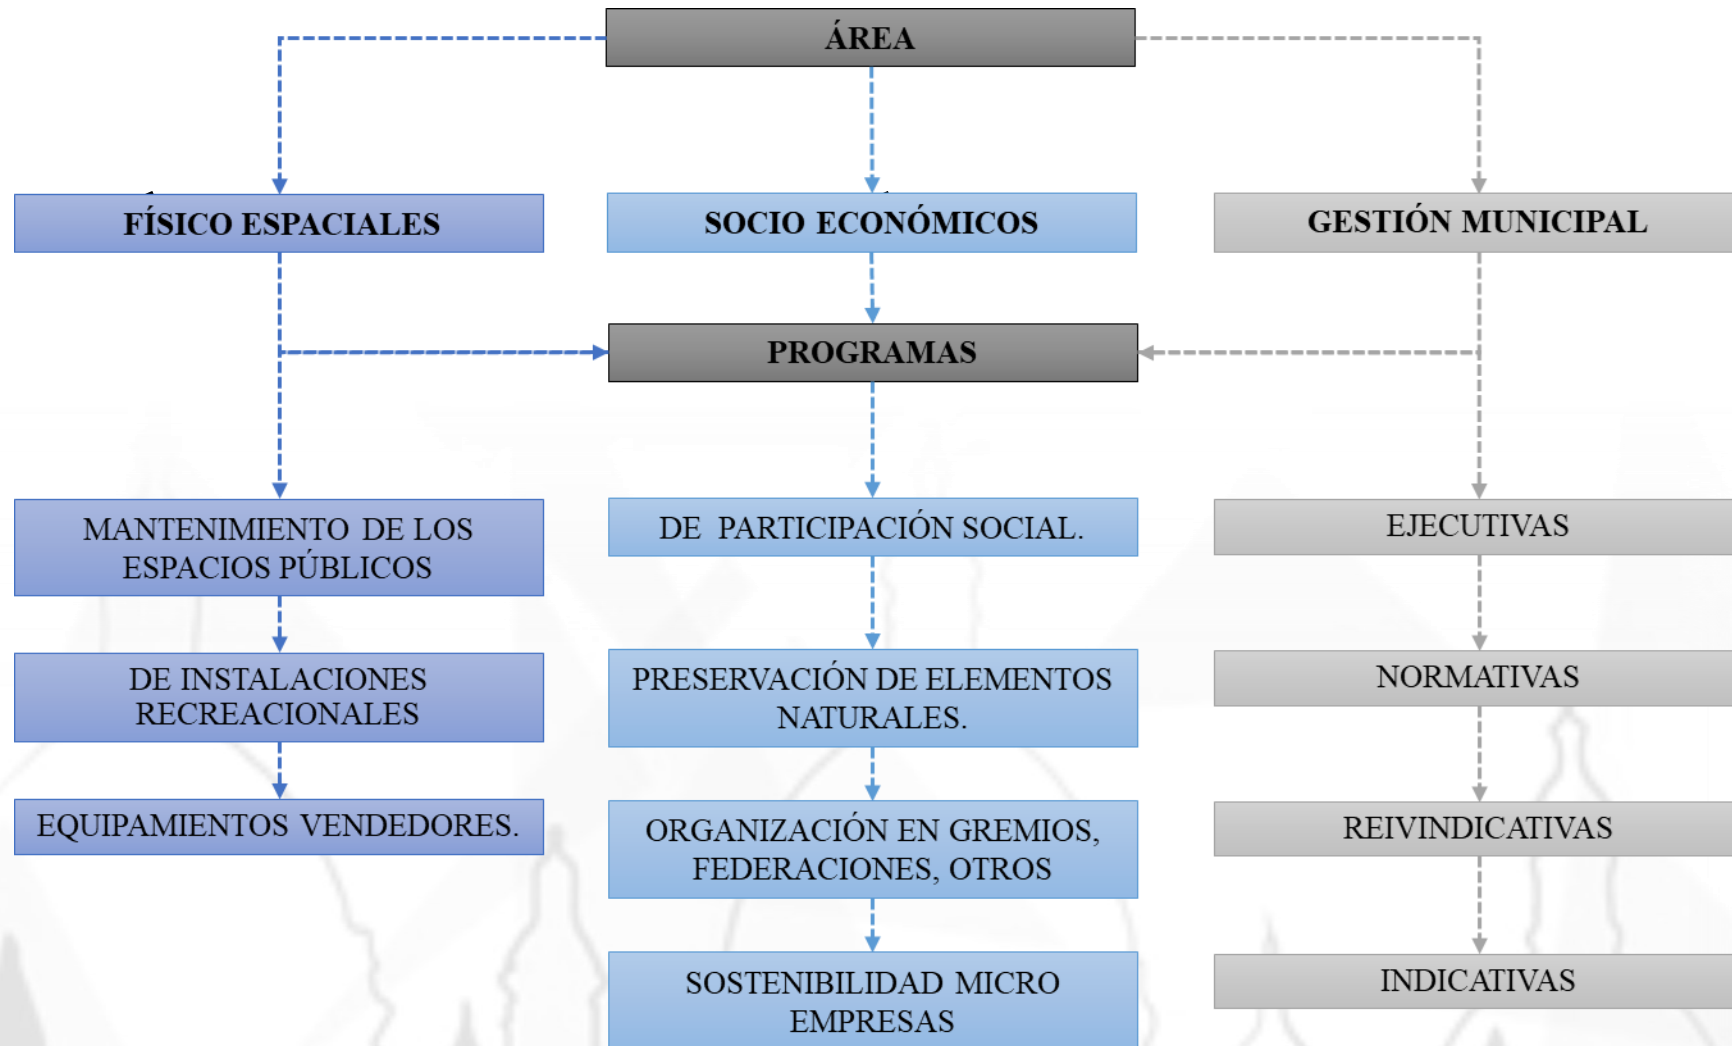 ÁREA
FÍSICO ESPACIALES
SOCIO ECONÓMICOS
GESTIÓN MUNICIPAL
PROGRAMAS
MANTENIMIENTO DE LOS
ESPACIOS PÚBLICOS
DE PARTICIPACIÓN SOCIAL.
EJECUTIVAS
DE INSTALACIONES
RECREACIONALES
PRESERVACIÓN DE ELEMENTOS
NATURALES.
NORMATIVAS
EQUIPAMIENTOS VENDEDORES.
ORGANIZACIÓN EN GREMIOS,
FEDERACIONES, OTROS
REIVINDICATIVAS
SOSTENIBILIDAD MICRO
EMPRESAS
INDICATIVAS